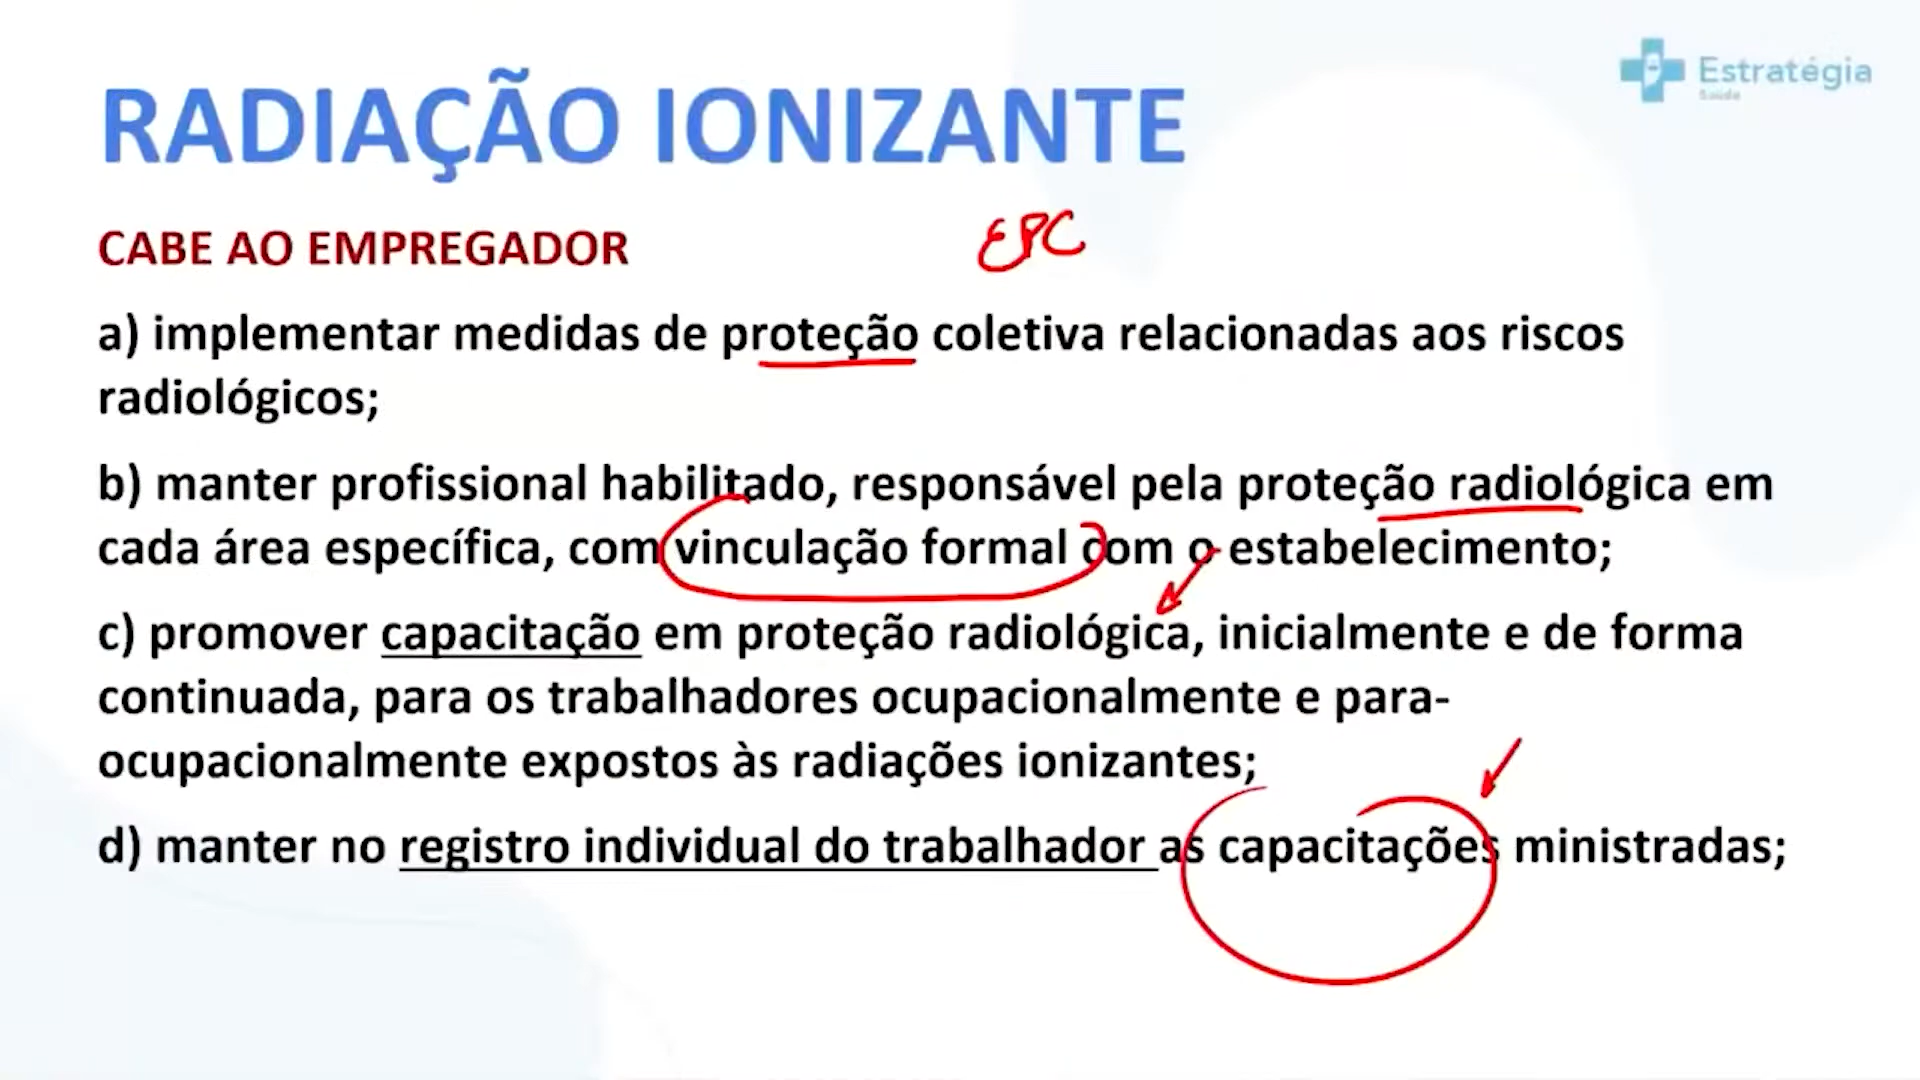 Estratégia
Saúde
RADIAÇÃO IONIZANTE
CABE AO EMPREGADOR
EPC
a) implementar medidas de proteção coletiva relacionadas aos riscos
radiológicos;
b) manter profissional habilitado, responsável pela proteção radiológica em
cada área específica, com vinculação formal com o estabelecimento;
c) promover capacitação em proteção radiológica, inicialmente e de forma
continuada, para os trabalhadores ocupacionalmente e para-
ocupacionalmente expostos às radiações ionizantes;
d) manter no registro individual do trabalhador as capacitações ministradas;